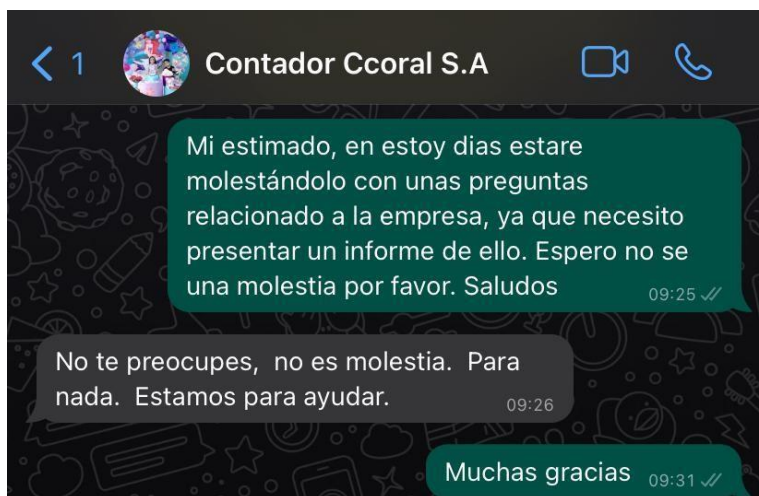 1 Contador Ccoral S.A
Mi estimado, en estoy dias estare
molestándolo con unas preguntas
relacionado a la empresa, ya que necesito
presentar un informe de ello. Espero no se
una molestia por favor. Saludos
09:25
No te preocupes,  no es molestia.  Para
nada.  Estamos para ayudar.
09:26
Muchas gracias 09:31